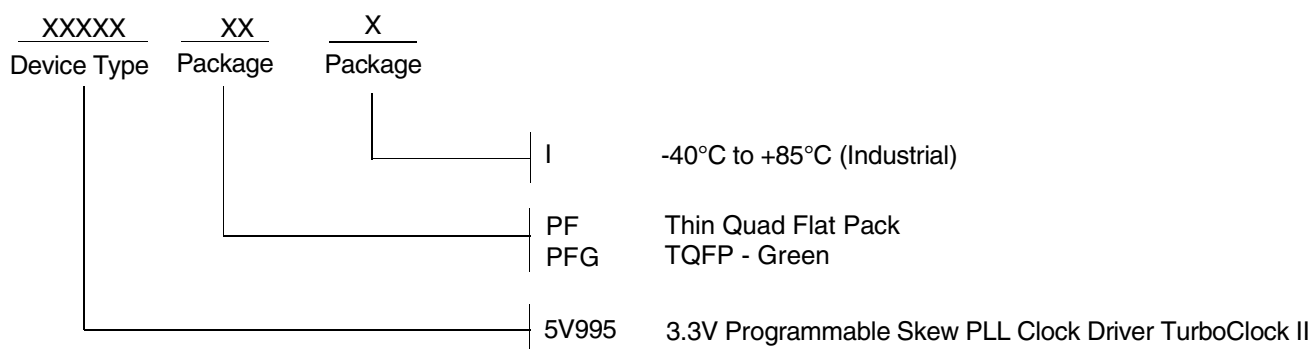 XXXXX XX X
Device Type Package Package
I -40°C to +85°C (Industrial)
PF Thin Quad Flat Pack
PFG TQFP - Green
5V995 3.3V Programmable Skew PLL Clock Driver TurboClock II